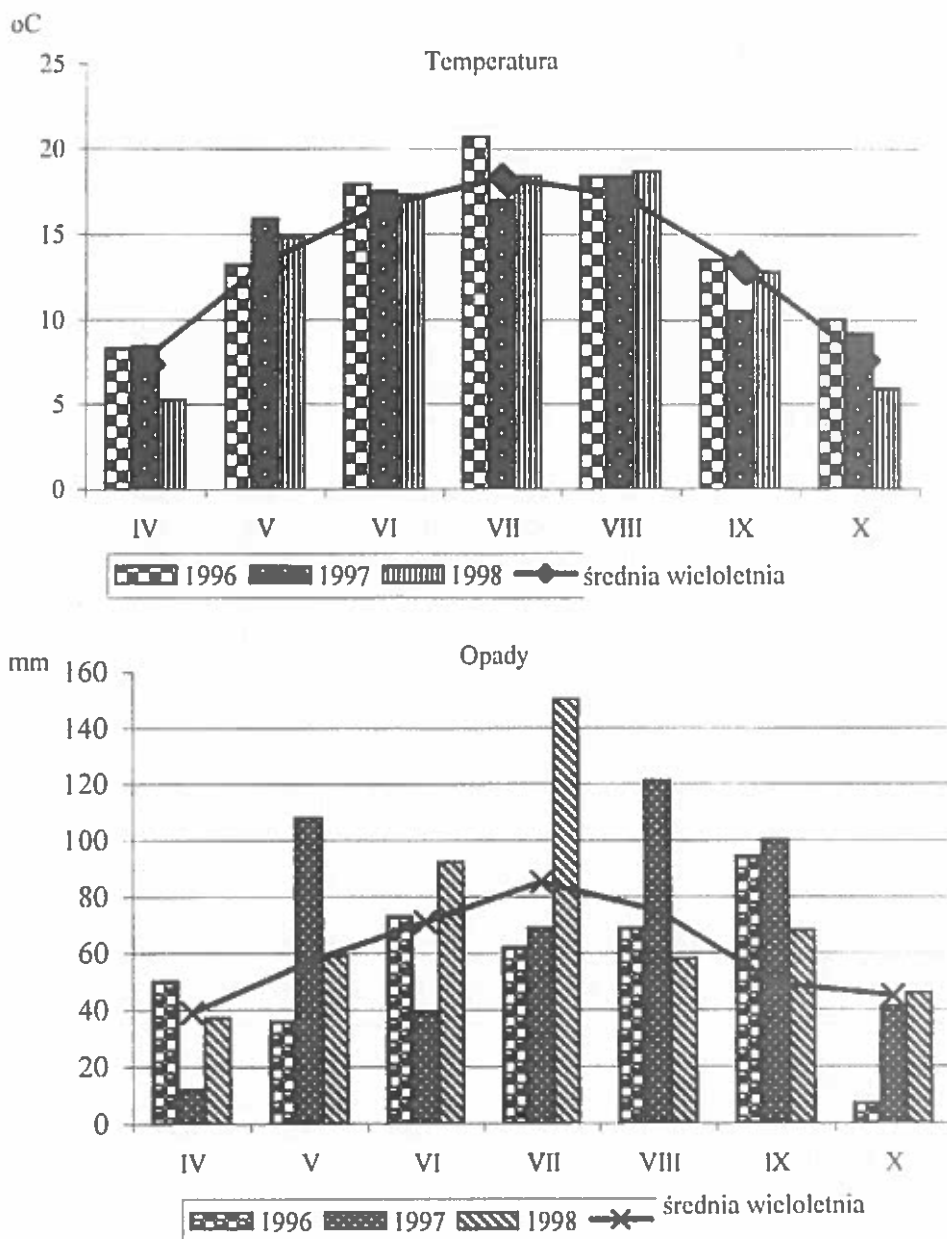 oC
Temperatura
25
20
15
10
5
0
IV V VI VII VIII IX X
1996 1997 1998 średnia wieloletnia
mm
Opady
160
140
120
100
80
60
40
20
0
IV V VI VII VIII IX X
1996 1997 1998 średnia wieloletnia